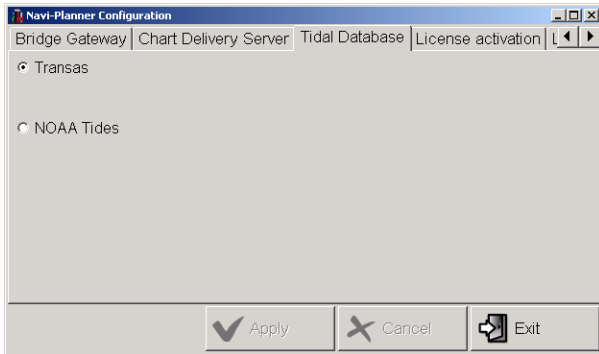 Navi-Planner Configuration
Bridge Gateway Chart Delivery Server Tidal Database License activation
Transas
NOAA Tides
Apply Cancel Exit